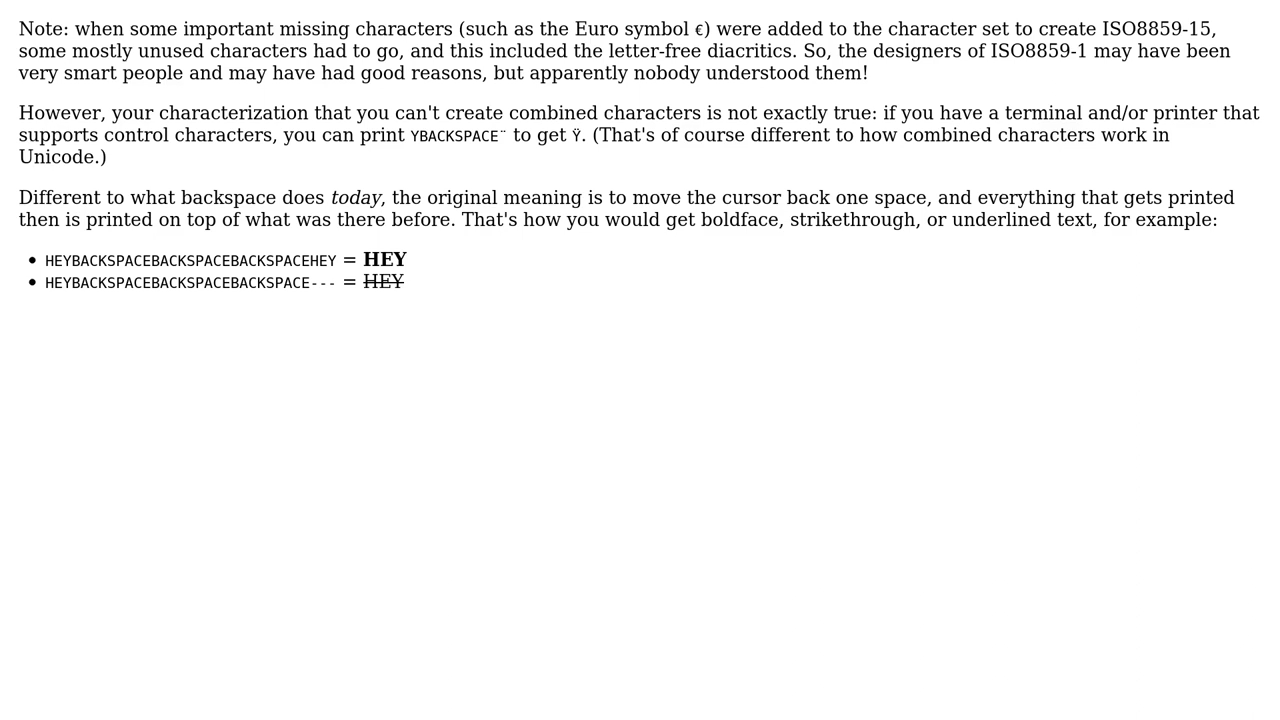 Note: when some important missing characters (such as the Euro symbol €) were added to the character set to create ISO8859-15,
some mostly unused characters had to go, and this included the letter-free diacritics. So, the designers of ISO8859-1 may have been
very smart people and may have had good reasons, but apparently nobody understood them!
However, your characterization that you can't create combined characters is not exactly true: if you have a terminal and/or printer that
supports control characters, you can print YBACKSPACE¨ to get Ÿ. (That's of course different to how combined characters work in
Unicode.)
Different to what backspace does today, the original meaning is to move the cursor back one space, and everything that gets printed
then is printed on top of what was there before. That's how you would get boldface, strikethrough, or underlined text, for example:
• HEYBACKSPACEBACKSPACEBACKSPACEHEY = HEY
• HEYBACKSPACEBACKSPACEBACKSPACE--- = HEY